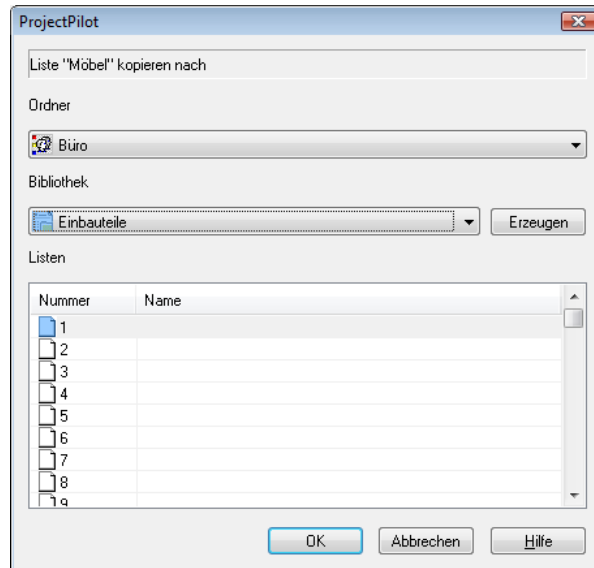 ProjectPilot
Liste "Möbel" kopieren nach
Ordner
Büro
Bibliothek
Einbauteile
Erzeugen
Listen
Nummer Name
1
2
3
4
5
6
7
8
9
OK Abbrechen Hilfe